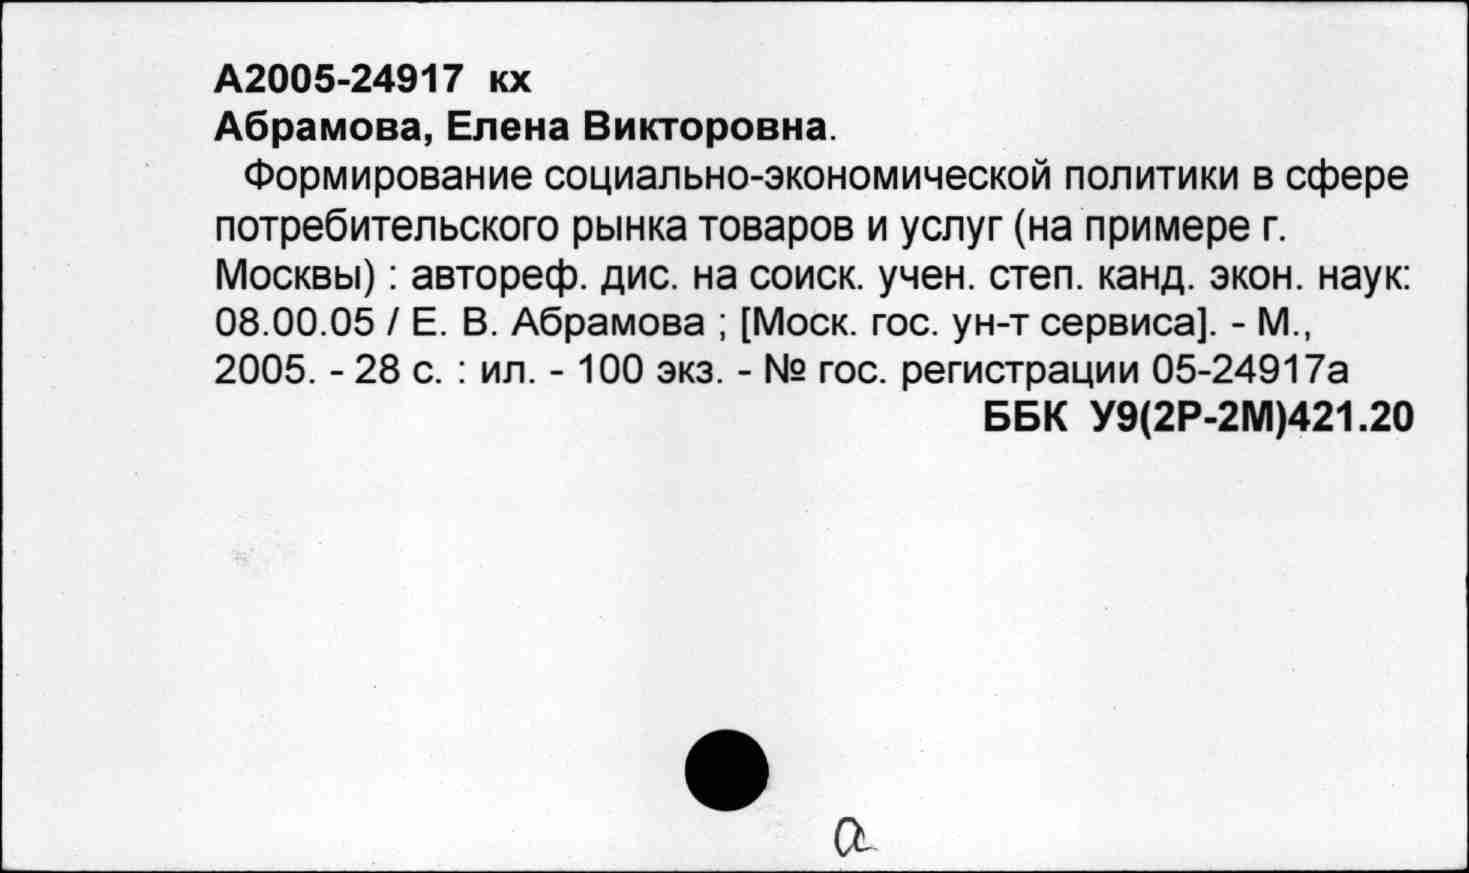 А2005-24917 кх
Абрамова, Елена Викторовна.
Формирование социально-экономической политики в сфере
потребительского рынка товаров и услуг (на примере г.
Москвы) : автореф. дис. на соиск. учен. степ. канд. экон. наук:
08.00.05 / Е. В. Абрамова ; [Моск. гос. ун-т сервиса]. - М.,
2005. - 28 с. : ил. - 100 экз. - № гос. регистрации 05-24917а
ББК У9(2Р-2М)421.20
а